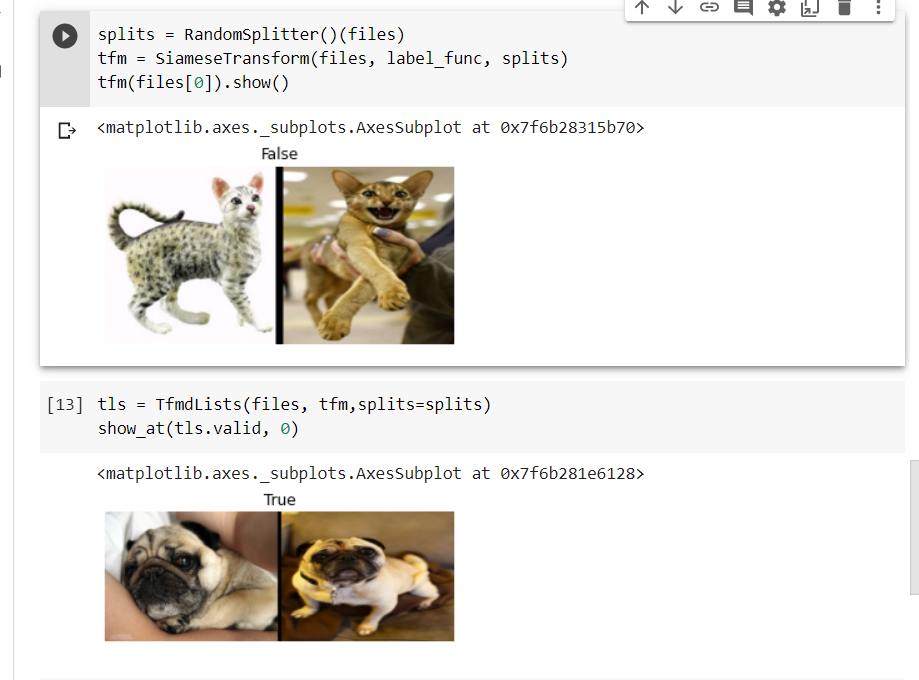 splits = RandomSplitter()(files)
tfm = SiameseTransform(files, label_func, splits)
tfm(files[0]).show()
<matplotlib.axes._subplots.AxesSubplot at 0x7f6b28315b70>
False
[13] tls = TfmdLists(files, tfm,splits=splits)
show_at(tls.valid, 0)
<matplotlib.axes._subplots.AxesSubplot at 0x7f6b281e6128>
True